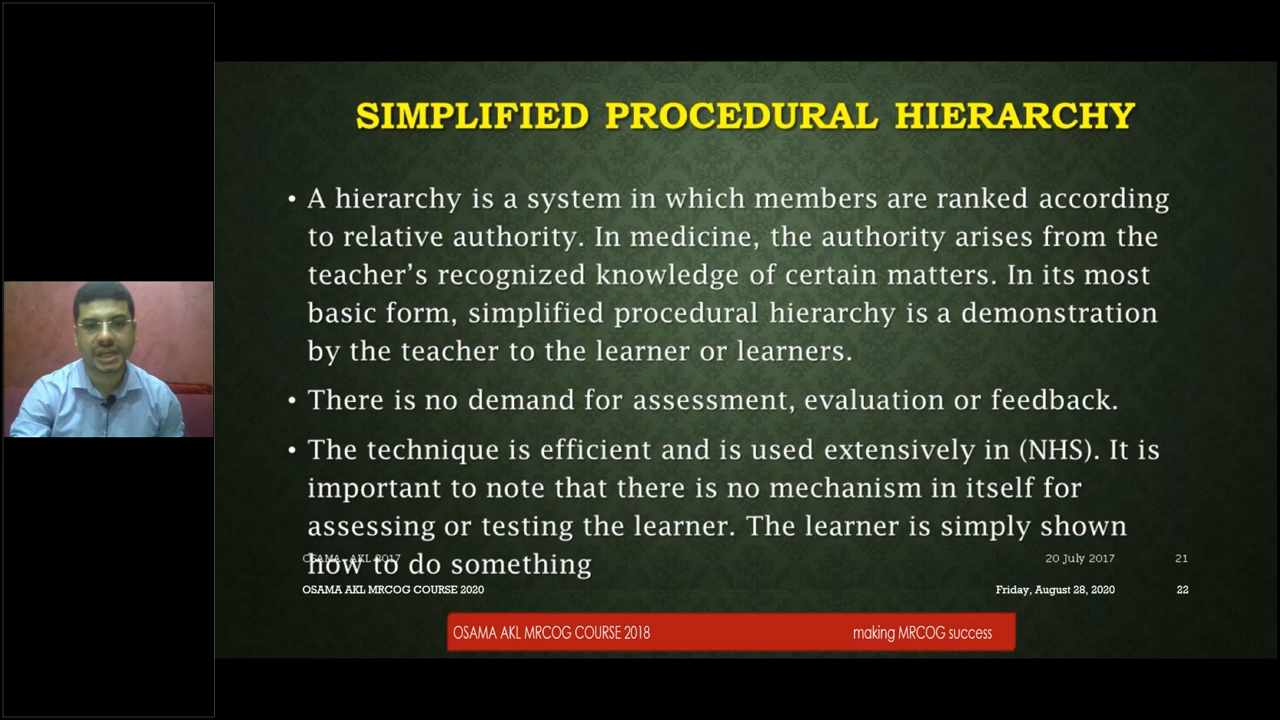 SIMPLIFIED PROCEDURAL HIERARCHY
• A hierarchy is a system in which members are ranked according
to relative authority. In medicine, the authority arises from the
teacher’s recognized knowledge of certain matters. In its most
basic form, simplified procedural hierarchy is a demonstration
by the teacher to the learner or learners.
• There is no demand for assessment, evaluation or feedback.
• The technique is efficient and is used extensively in (NHS). It is
important to note that there is no mechanism in itself for
assessing or testing the learner. The learner is simply shown
how to do something
OSAMA AKL 2017 20 July 2017 21
OSAMA AKL MRCOG COURSE 2020 Friday, August 28, 2020 22
OSAMA AKL MRCOG COURSE 2018 making MRCOG success